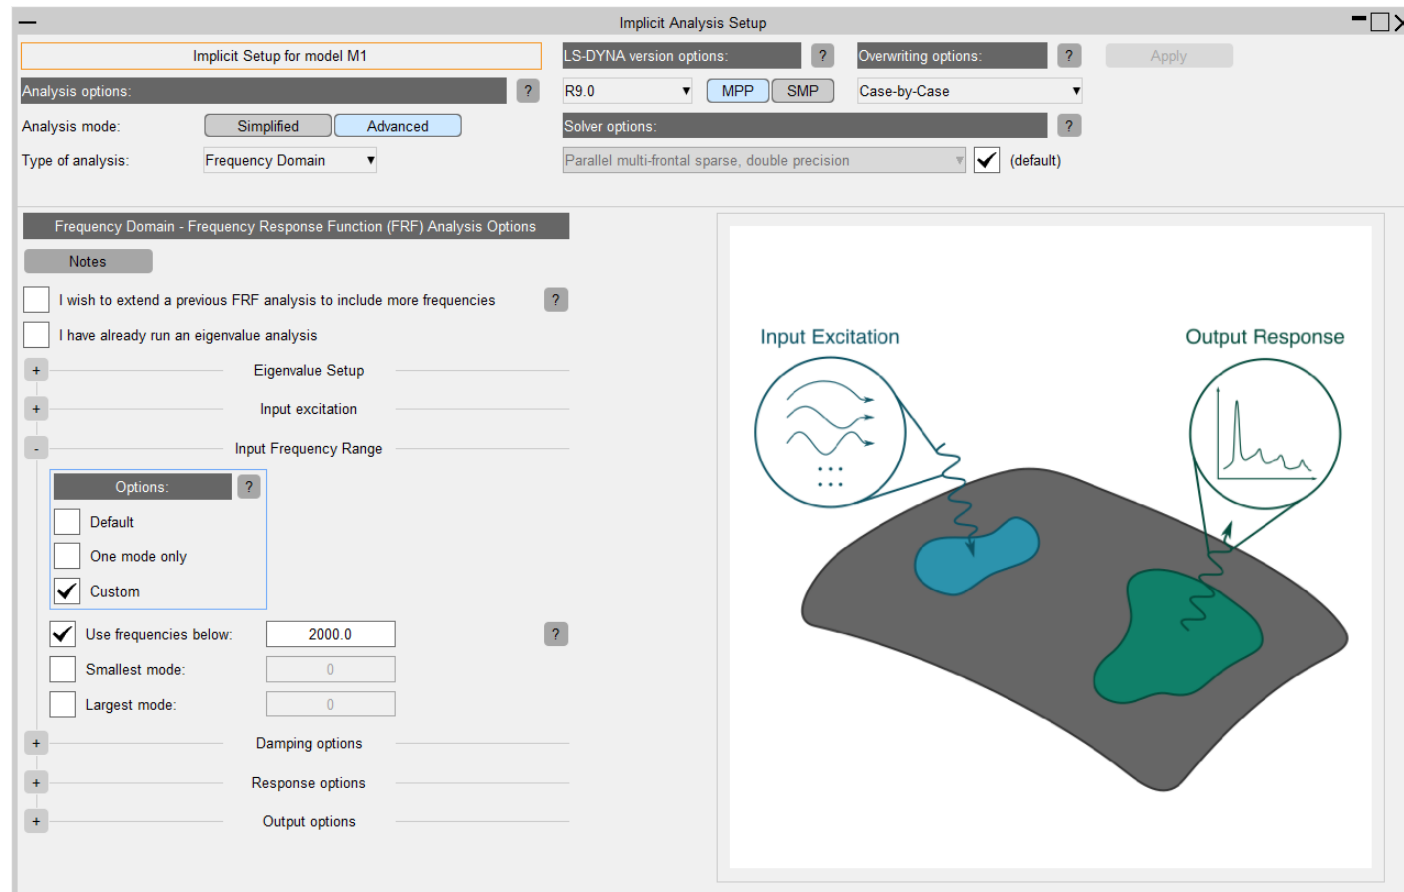 Implicit Analysis Setup
Implicit Setup for model M1
LS-DYNA version options: ? Overwriting options: ? Apply
Analysis options: ? R9.0 MPP SMP Case-by-Case
Analysis mode: Simplified Advanced Solver options: ?
Type of analysis: Frequency Domain Parallel multi-frontal sparse, double precision (default)
Frequency Domain - Frequency Response Function (FRF) Analysis Options
Notes
I wish to extend a previous FRF analysis to include more frequencies ?
I have already run an eigenvalue analysis
+ Eigenvalue Setup
+ Input excitation
- Input Frequency Range
Options: ?
Default
One mode only
Custom
Use frequencies below: 2000.0 ?
Smallest mode: 0
Largest mode: 0
+ Damping options
+ Response options
+ Output options
Input Excitation
Output Response